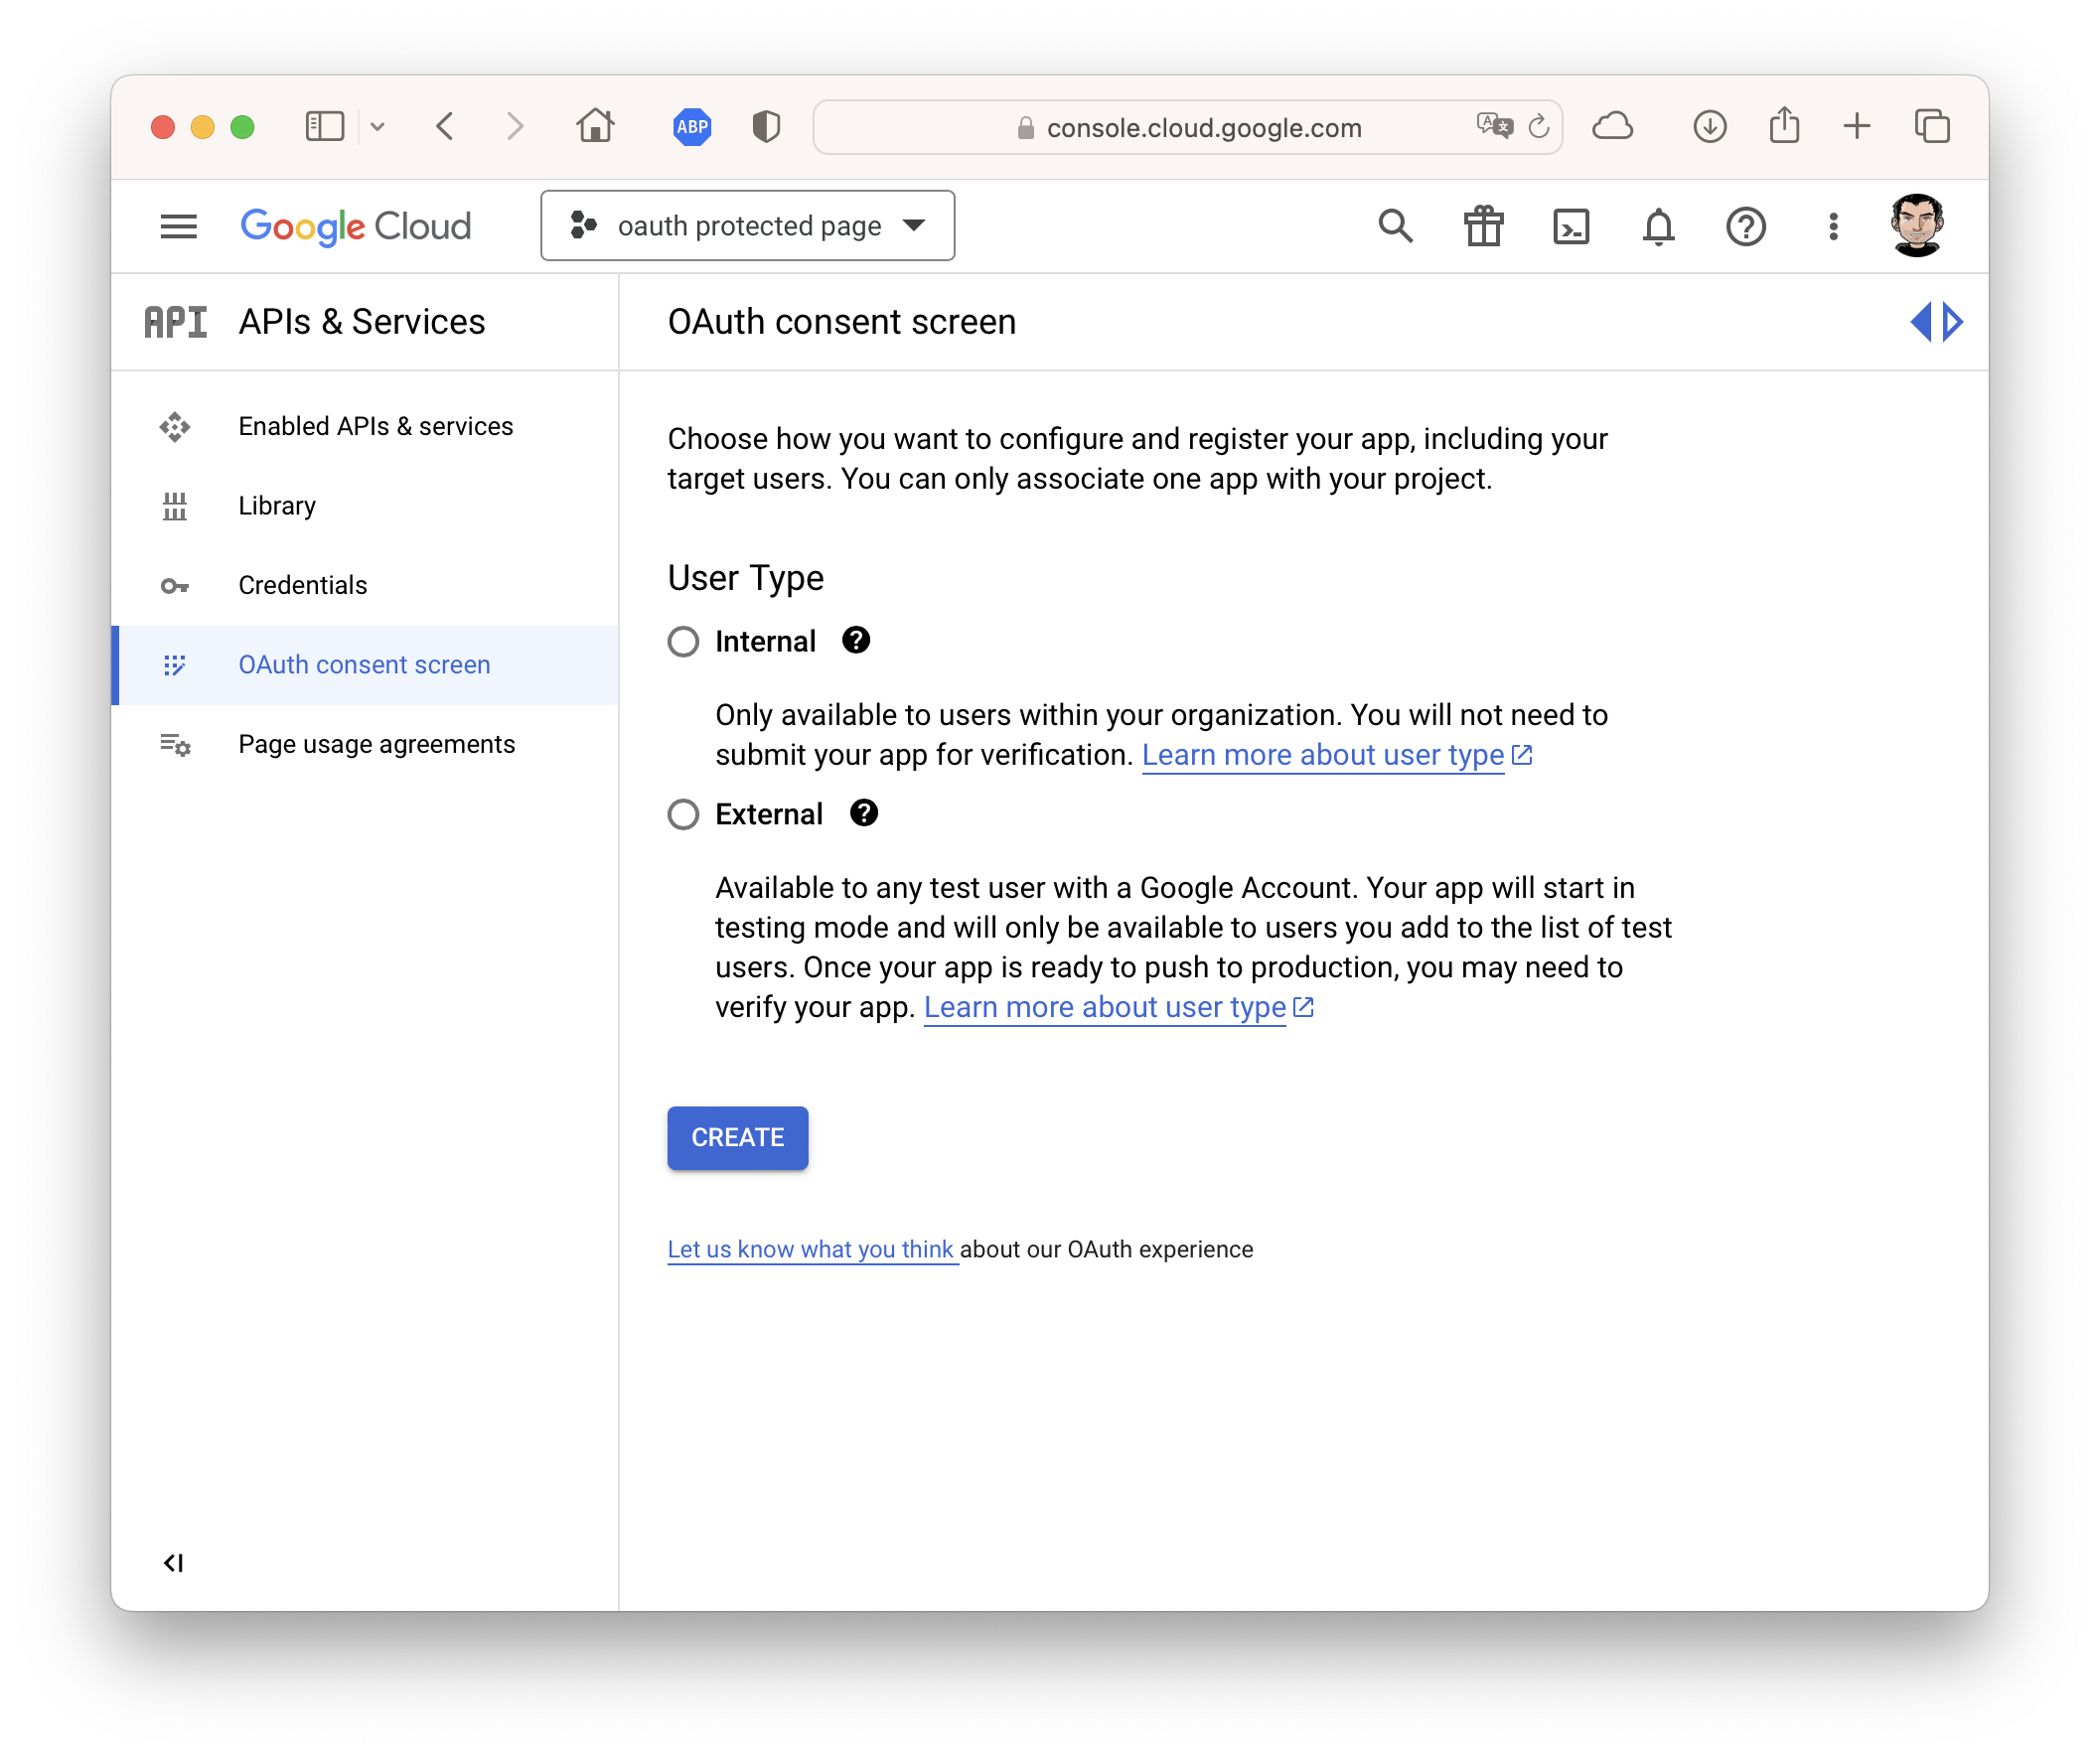 ABP
console.cloud.google.com
Google Cloud
oauth protected page
API
APIs & Services
OAuth consent screen
Enabled APIs & services
Library
Credentials
OAuth consent screen
Page usage agreements
Choose how you want to configure and register your app, including your
target users. You can only associate one app with your project.
User Type
Internal
Only available to users within your organization. You will not need to
submit your app for verification. Learn more about user type
External
Available to any test user with a Google Account. Your app will start in
testing mode and will only be available to users you add to the list of test
users. Once your app is ready to push to production, you may need to
verify your app. Learn more about user type
CREATE
Let us know what you think about our OAuth experience